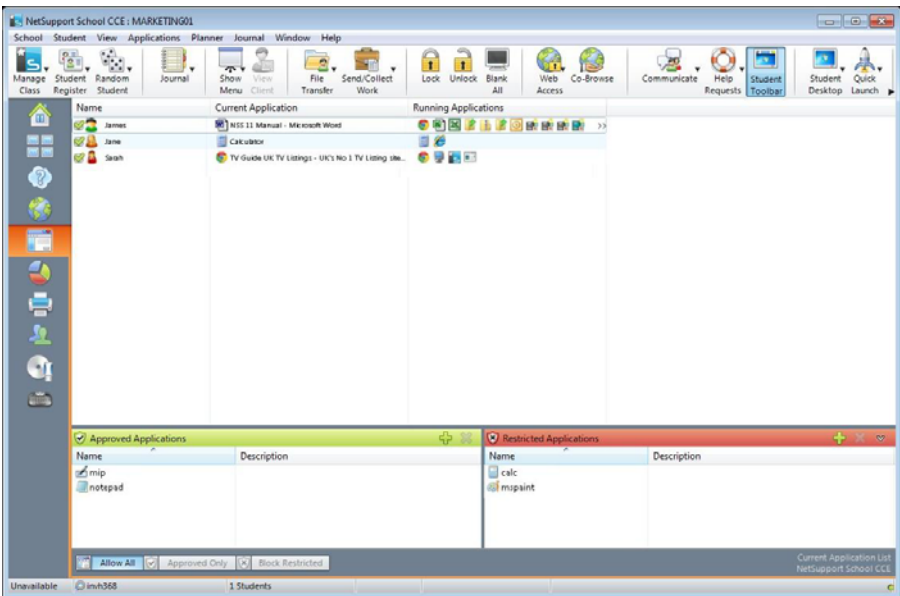 NetSupport School CCE : MARKETING01
School Student View Applications Planner Journal Window Help
Manage Class
Student Register
Random Student
Journal
Show Menu
View Client
File Transfer
Send/Collect Work
Lock
Unlock
Blank All
Web Access
Co-Browse
Communicate
Help Requests
Student Toolbar
Student Desktop
Quick Launch
Name Current Application Running Applications
James NSS 11 Manual - Microsoft Word
Jane Calculator
Sarah TV Guide UK TV Listings - UK's No 1 TV Listing site...
Approved Applications
Name Description
mip
notepad
Restricted Applications
Name Description
calc
mspaint
Allow All Approved Only Block Restricted
Current Application List
NetSupport School CCE
Unavailable invh368 1 Students